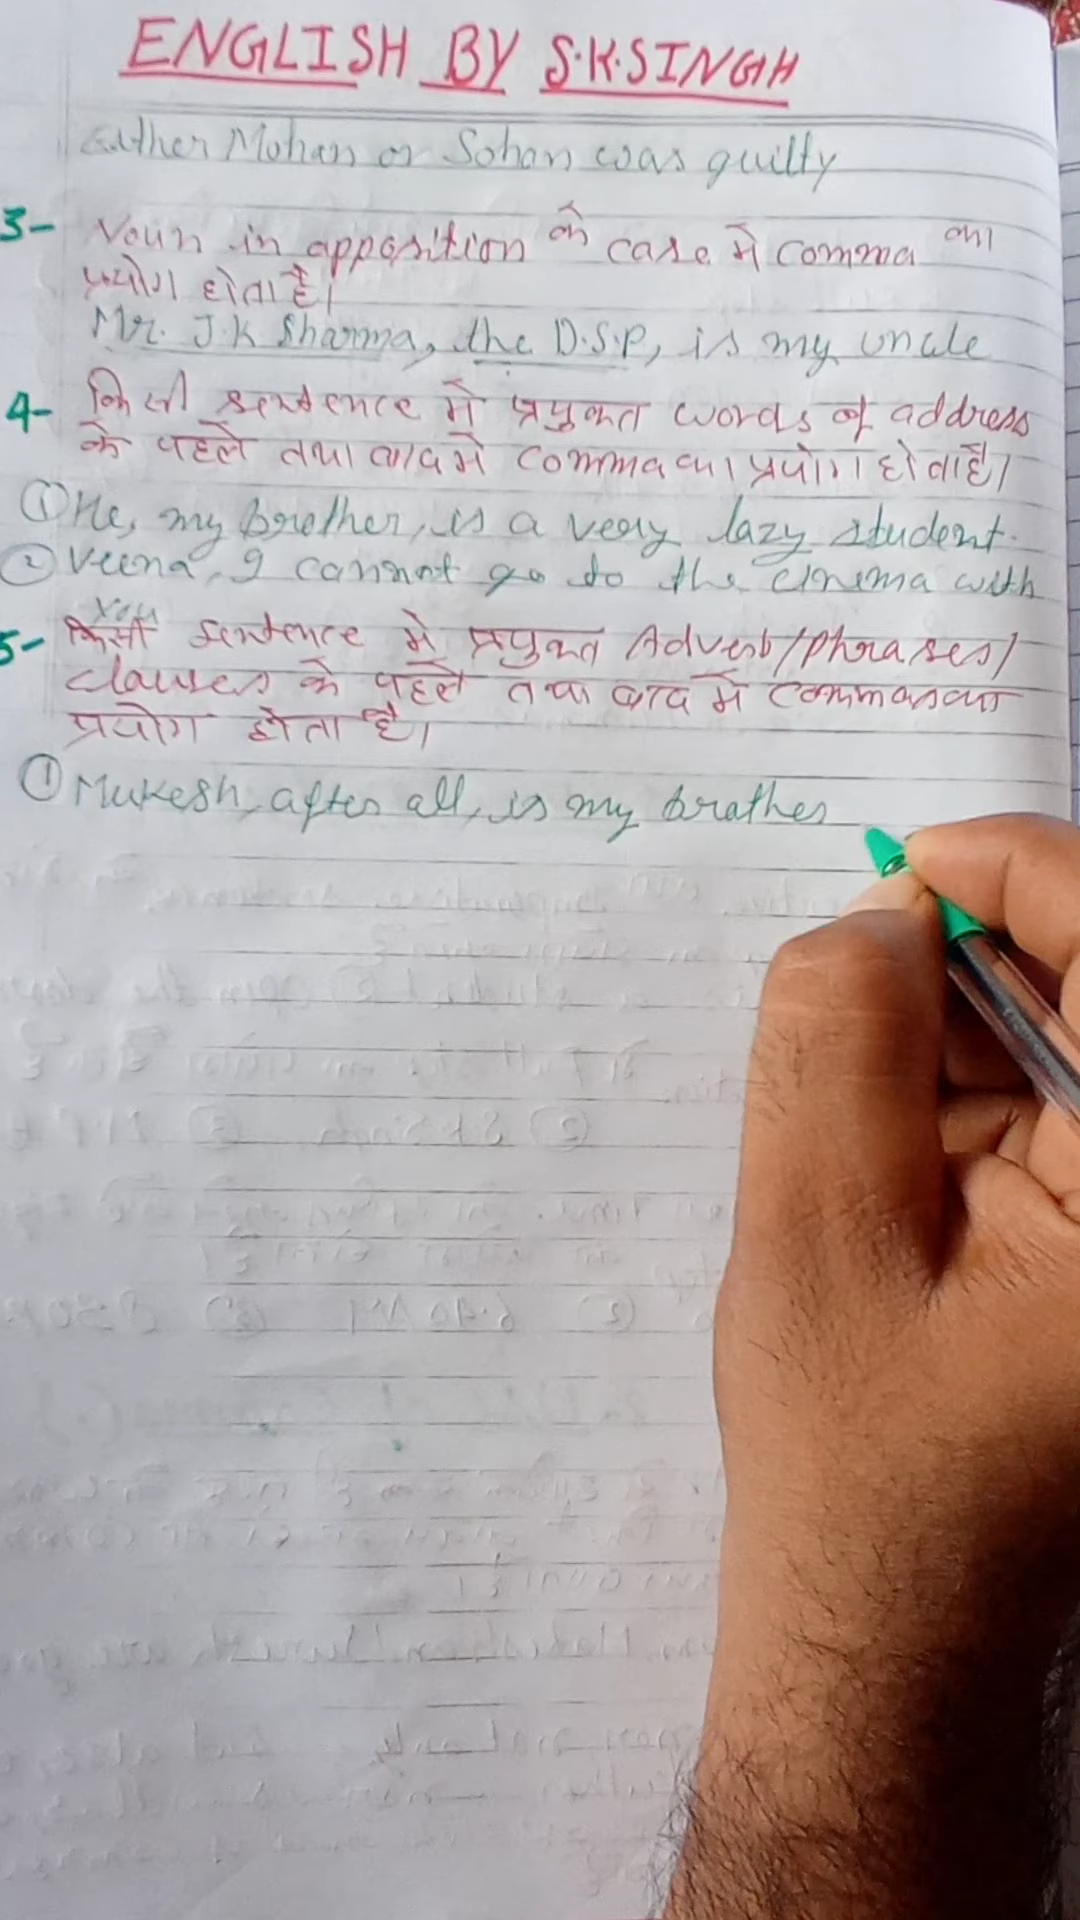 ENGLISH BY S.K.SINGH
Either Mohan or Sohan was guilty
3- Noun in apposition के case मे comma का
प्रयोग होता है।
Mr. J.K Sharma, the D.S.P, is my uncle
4- किसी sentence मे प्रयुक्त words of address
के पहले तथा बाद मे comma का प्रयोग होता है।
① He, my brother, is a very lazy student.
② Veena, I cannot go to the cinema with
you
5- किसी sentence मे प्रयुक्त Adverb/phrases/
clauses के पहले तथा बाद में commas का
प्रयोग होता है।
① Mukesh, after all, is my brother